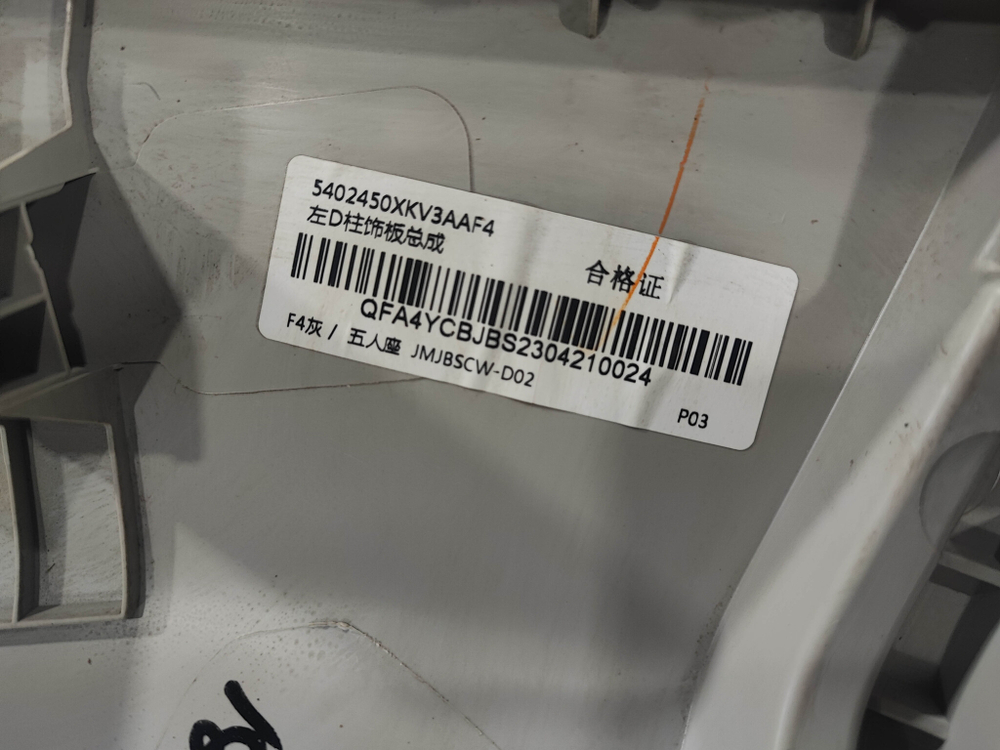 5402450XKV3AAF4
左D柱饰板总成
合格证
QFA4YCBJBS2304210024
F4灰 / 五人座 JMJBSCW-D02
P03